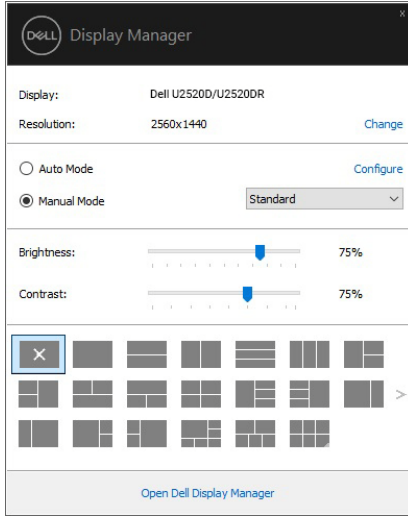 x
DELL Display Manager
Display: Dell U2520D/U2520DR
Resolution: 2560x1440 Change
Auto Mode Configure
Manual Mode Standard
Brightness: 75%
Contrast: 75%
Open Dell Display Manager